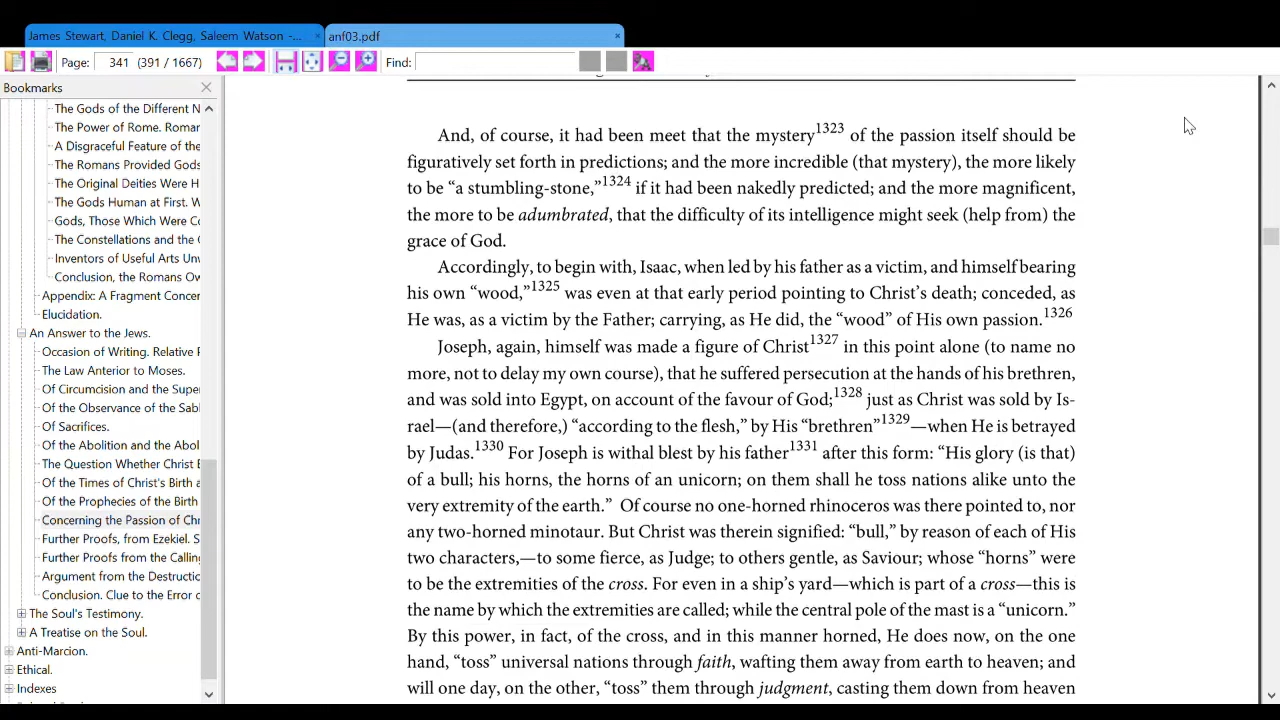 James Stewart, Daniel K. Clegg, Saleem Watson -... ×
anf03.pdf ×
Page: 341 (391 / 1667) Find:
Bookmarks
The Gods of the Different N
The Power of Rome. Romar
A Disgraceful Feature of the
The Romans Provided Gods
The Original Deities Were H
The Gods Human at First. W
Gods, Those Which Were Co
The Constellations and the
Inventors of Useful Arts Unv
Conclusion, the Romans Ow
Appendix: A Fragment Concer
Elucidation.
An Answer to the Jews.
Occasion of Writing. Relative P
The Law Anterior to Moses.
Of Circumcision and the Super
Of the Observance of the Sab
Of Sacrifices.
Of the Abolition and the Abol
The Question Whether Christ B
Of the Times of Christ's Birth a
Of the Prophecies of the Birth
Concerning the Passion of Chr
Further Proofs, from Ezekiel. S
Further Proofs from the Calling
Argument from the Destructio
Conclusion. Clue to the Error o
The Soul's Testimony.
A Treatise on the Soul.
Anti-Marcion.
Ethical.
Indexes
And, of course, it had been meet that the mystery1323 of the passion itself should be
figuratively set forth in predictions; and the more incredible (that mystery), the more likely
to be “a stumbling-stone,”1324 if it had been nakedly predicted; and the more magnificent,
the more to be adumbrated, that the difficulty of its intelligence might seek (help from) the
grace of God.
Accordingly, to begin with, Isaac, when led by his father as a victim, and himself bearing
his own “wood,”1325 was even at that early period pointing to Christ’s death; conceded, as
He was, as a victim by the Father; carrying, as He did, the “wood” of His own passion.1326
Joseph, again, himself was made a figure of Christ1327 in this point alone (to name no
more, not to delay my own course), that he suffered persecution at the hands of his brethren,
and was sold into Egypt, on account of the favour of God;1328 just as Christ was sold by Is-
rael—(and therefore,) “according to the flesh,” by His “brethren”1329—when He is betrayed
by Judas.1330 For Joseph is withal blest by his father1331 after this form: “His glory (is that)
of a bull; his horns, the horns of an unicorn; on them shall he toss nations alike unto the
very extremity of the earth.” Of course no one-horned rhinoceros was there pointed to, nor
any two-horned minotaur. But Christ was therein signified: “bull,” by reason of each of His
two characters,—to some fierce, as Judge; to others gentle, as Saviour; whose “horns” were
to be the extremities of the cross. For even in a ship’s yard—which is part of a cross—this is
the name by which the extremities are called; while the central pole of the mast is a “unicorn.”
By this power, in fact, of the cross, and in this manner horned, He does now, on the one
hand, “toss” universal nations through faith, wafting them away from earth to heaven; and
will one day, on the other, “toss” them through judgment, casting them down from heaven